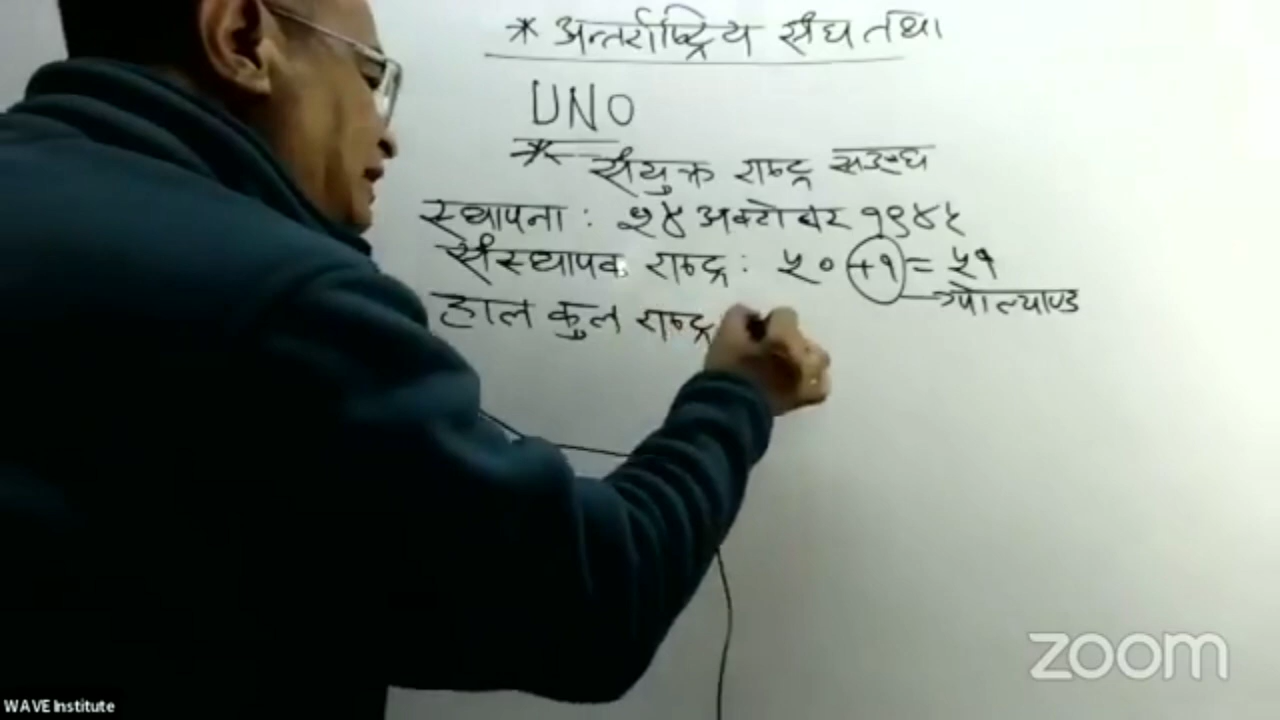 * अन्तर्राष्ट्रिय संघ तथा
UNO
* संयुक्त राष्ट्र सङ्घ
स्थापना : २४ अक्टोबर १९४५
संस्थापक राष्ट्र : ५० +१ = ५१
पोल्याण्ड
हाल कुल राष्ट्र
zoom
WAVE Institute